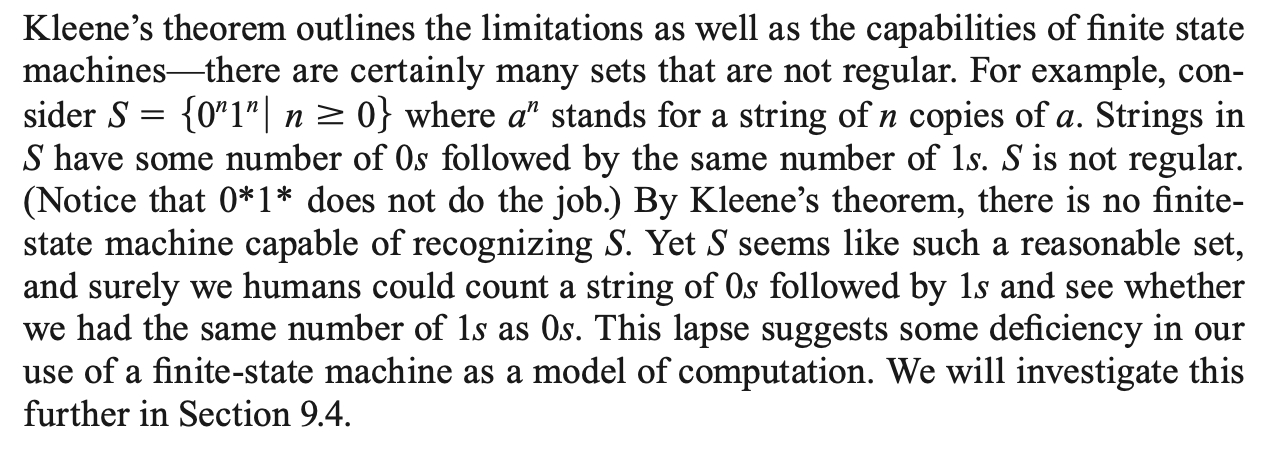 Kleene’s theorem outlines the limitations as well as the capabilities of finite state
machines—there are certainly many sets that are not regular. For example, con-
sider S = {0ⁿ1ⁿ| n ≥ 0} where aⁿ stands for a string of n copies of a. Strings in
S have some number of 0s followed by the same number of 1s. S is not regular.
(Notice that 0*1* does not do the job.) By Kleene’s theorem, there is no finite-
state machine capable of recognizing S. Yet S seems like such a reasonable set,
and surely we humans could count a string of 0s followed by 1s and see whether
we had the same number of 1s as 0s. This lapse suggests some deficiency in our
use of a finite-state machine as a model of computation. We will investigate this
further in Section 9.4.